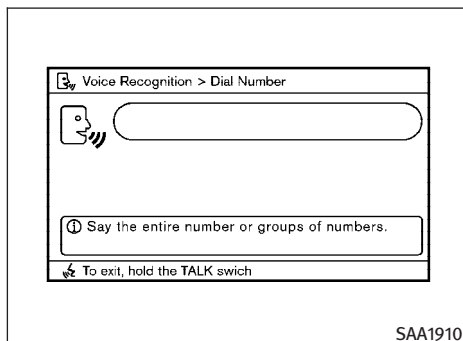 Voice Recognition > Dial Number
Say the entire number or groups of numbers.
To exit, hold the TALK swich
SAA1910